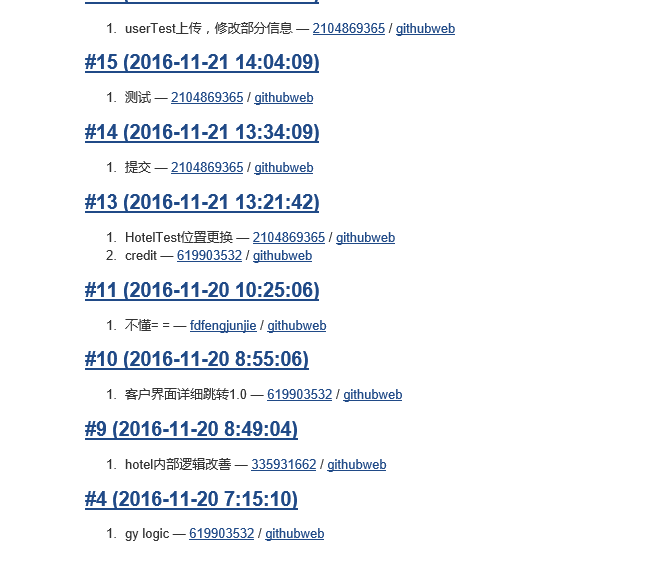 1. userTest上传，修改部分信息 — 2104869365 / githubweb
#15 (2016-11-21 14:04:09)
1. 测试 — 2104869365 / githubweb
#14 (2016-11-21 13:34:09)
1. 提交 — 2104869365 / githubweb
#13 (2016-11-21 13:21:42)
1. HotelTest位置更换 — 2104869365 / githubweb
2. credit — 619903532 / githubweb
#11 (2016-11-20 10:25:06)
1. 不懂= = — fdfengjunjie / githubweb
#10 (2016-11-20 8:55:06)
1. 客户界面详细跳转1.0 — 619903532 / githubweb
#9 (2016-11-20 8:49:04)
1. hotel内部逻辑改善 — 335931662 / githubweb
#4 (2016-11-20 7:15:10)
1. gy logic — 619903532 / githubweb